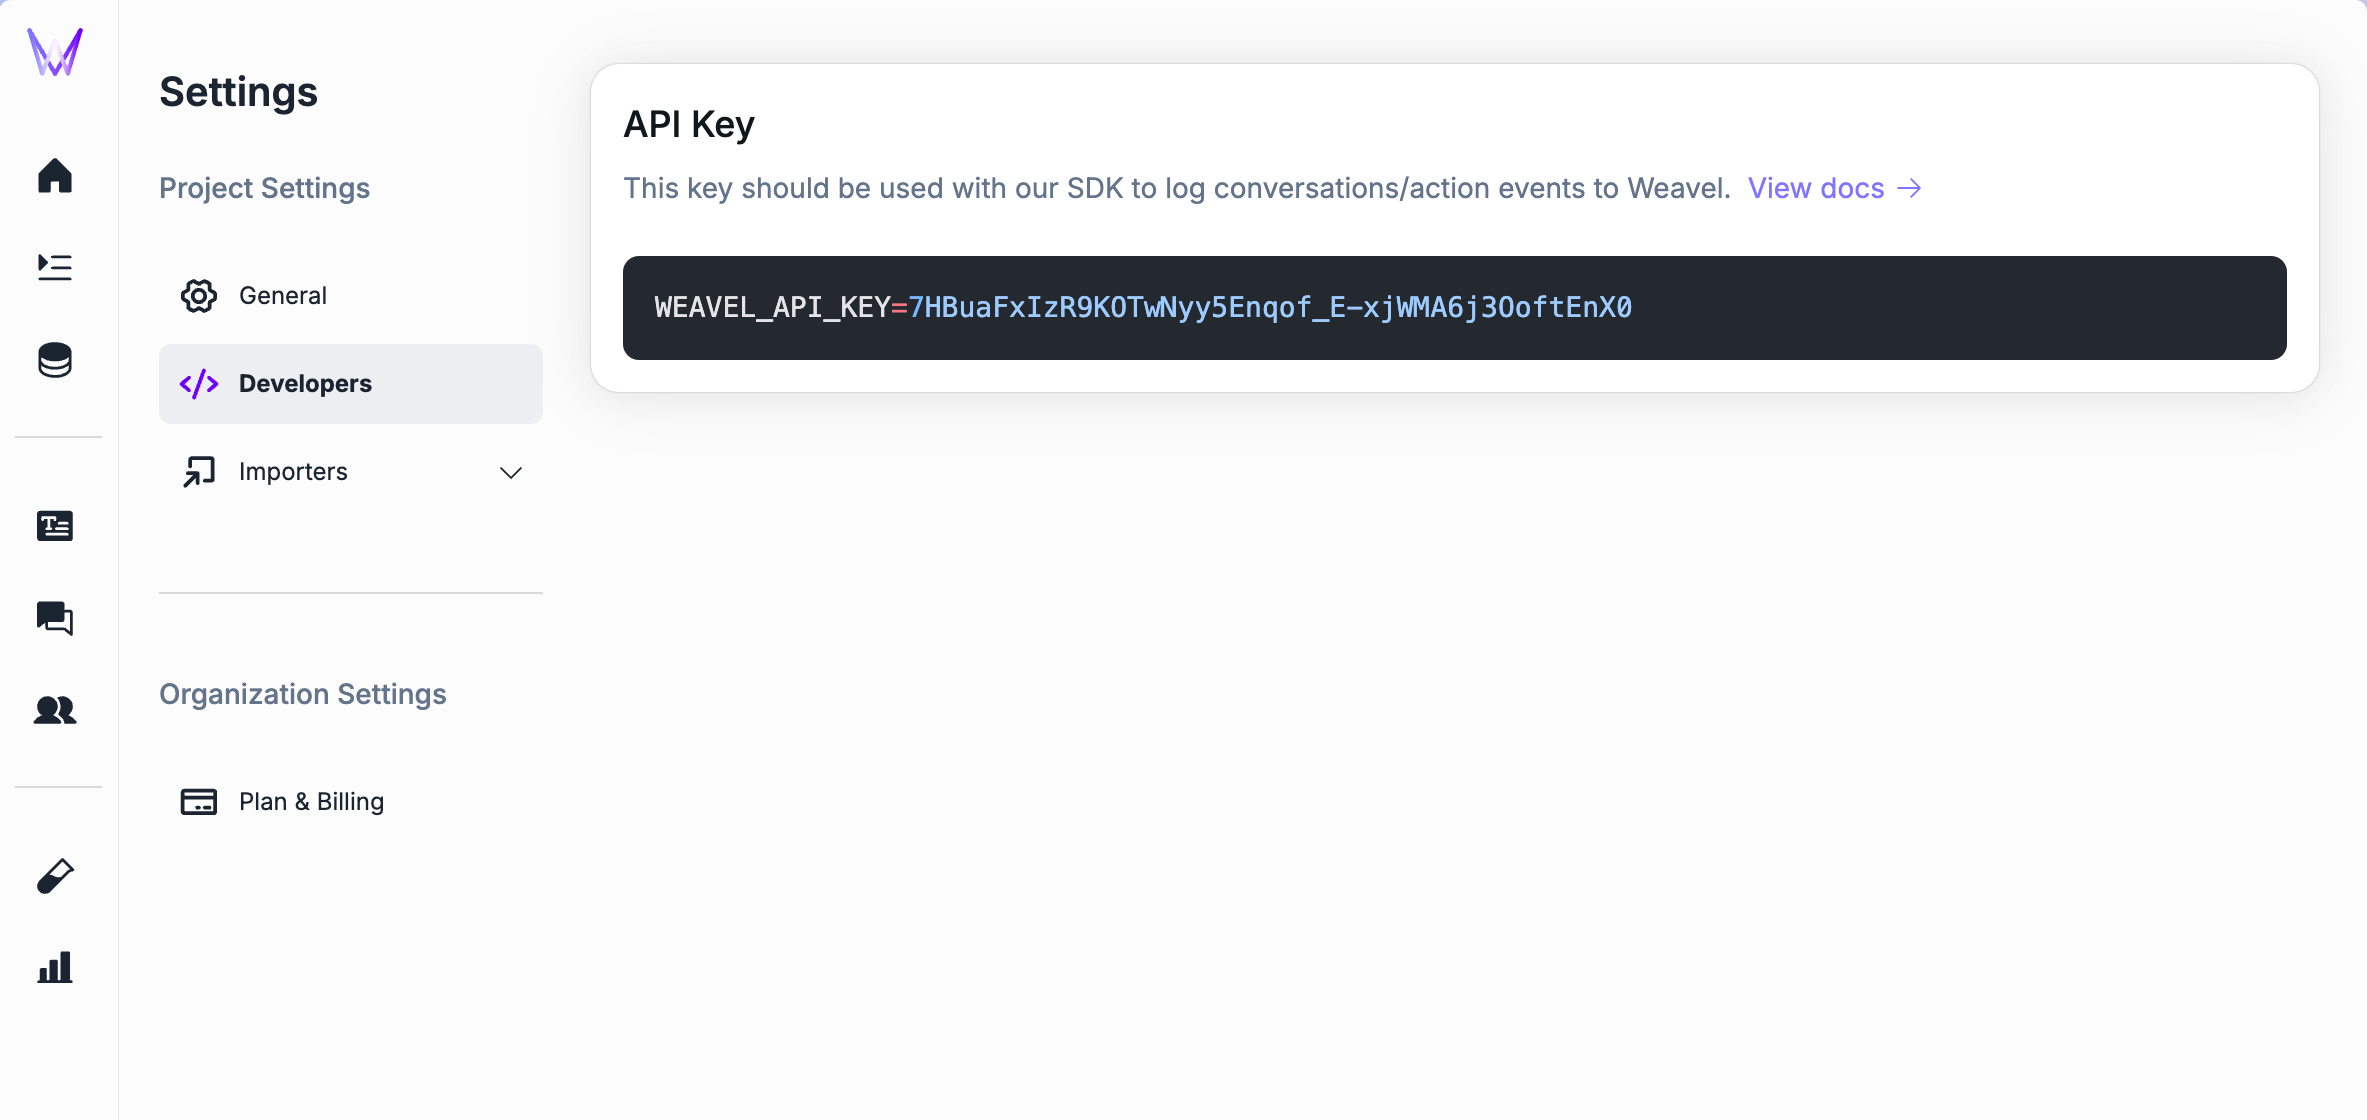 Settings
Project Settings
General
Developers
Importers
Organization Settings
Plan & Billing
API Key
This key should be used with our SDK to log conversations/action events to Weavel. View docs →
WEAVEL_API_KEY=7HBuaFxIzR9KOTwNyy5Enqof_E-xjWMA6j3OoftEnX0